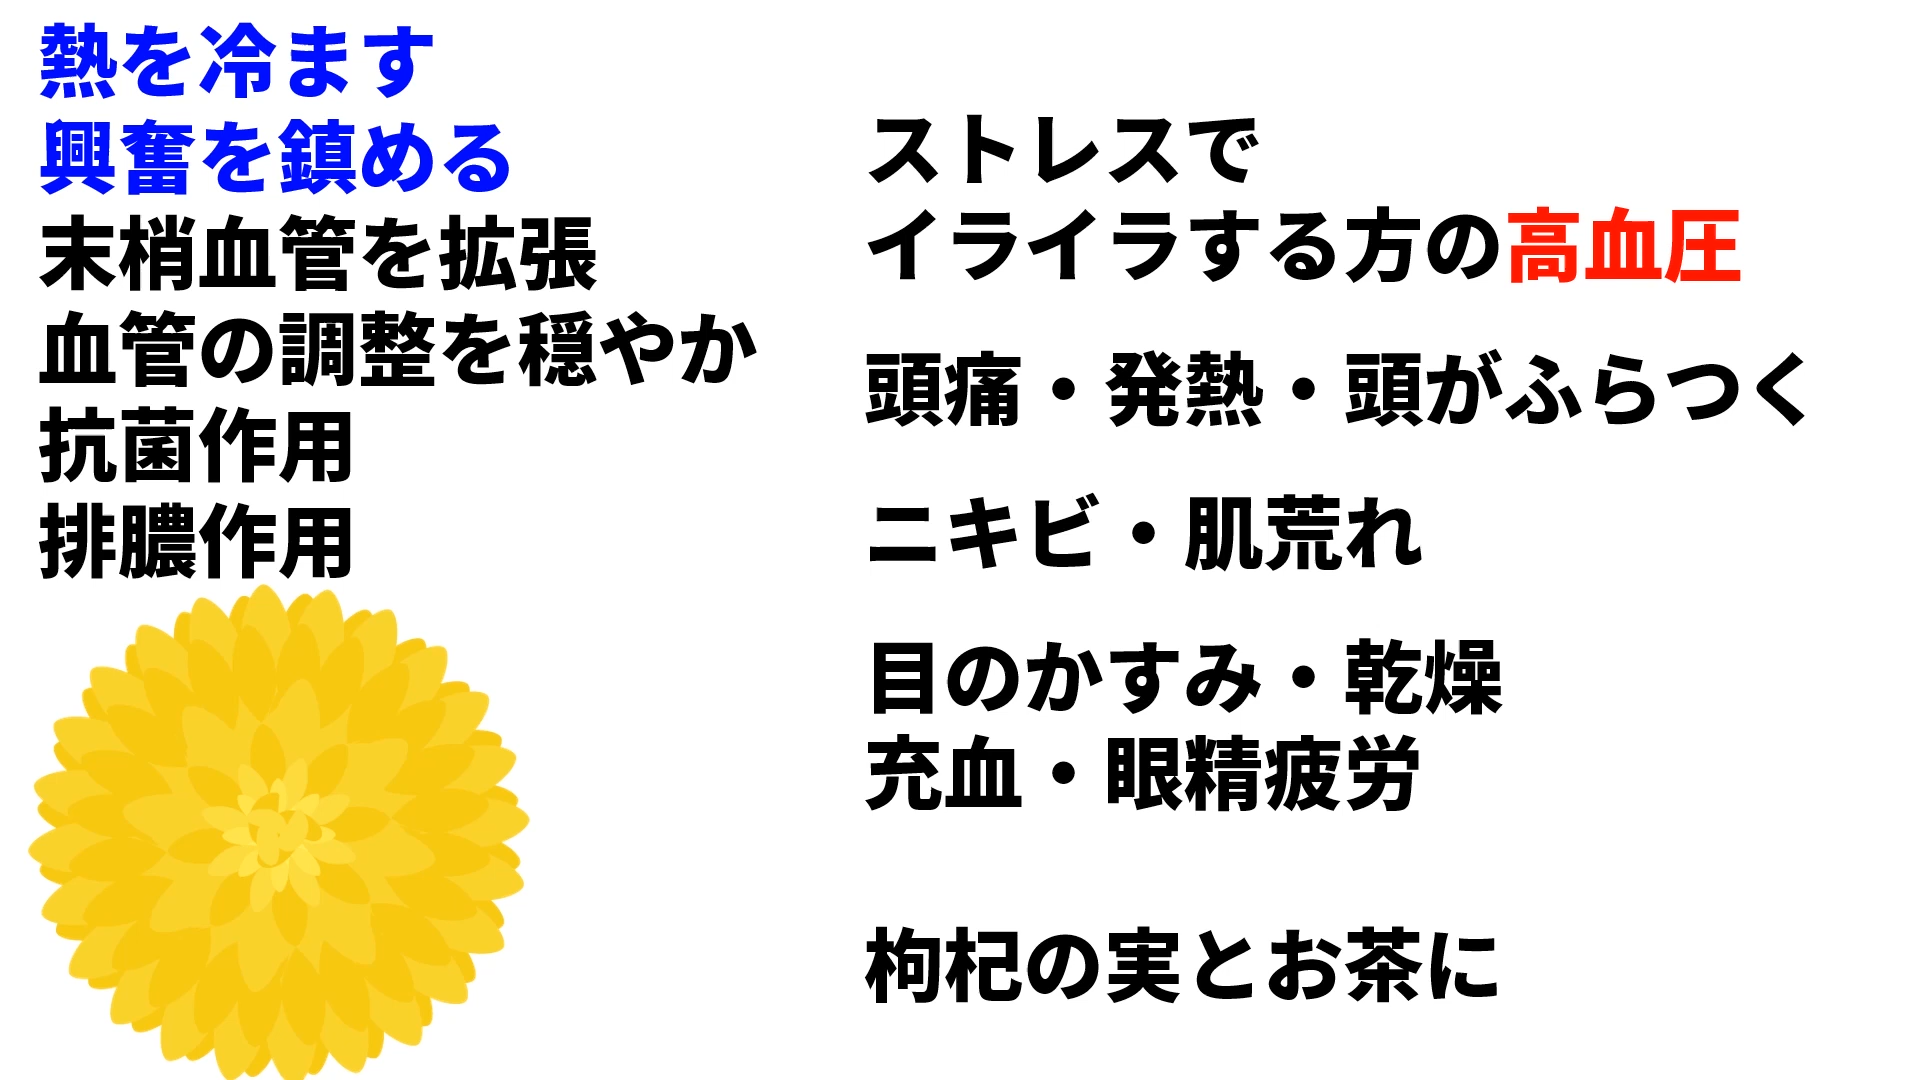 熱を冷ます
興奮を鎮める
末梢血管を拡張
血管の調整を穏やか
抗菌作用
排膿作用
ストレスで
イライラする方の高血圧
頭痛・発熱・頭がふらつく
ニキビ・肌荒れ
目のかすみ・乾燥
充血・眼精疲労
枸杞の実とお茶に